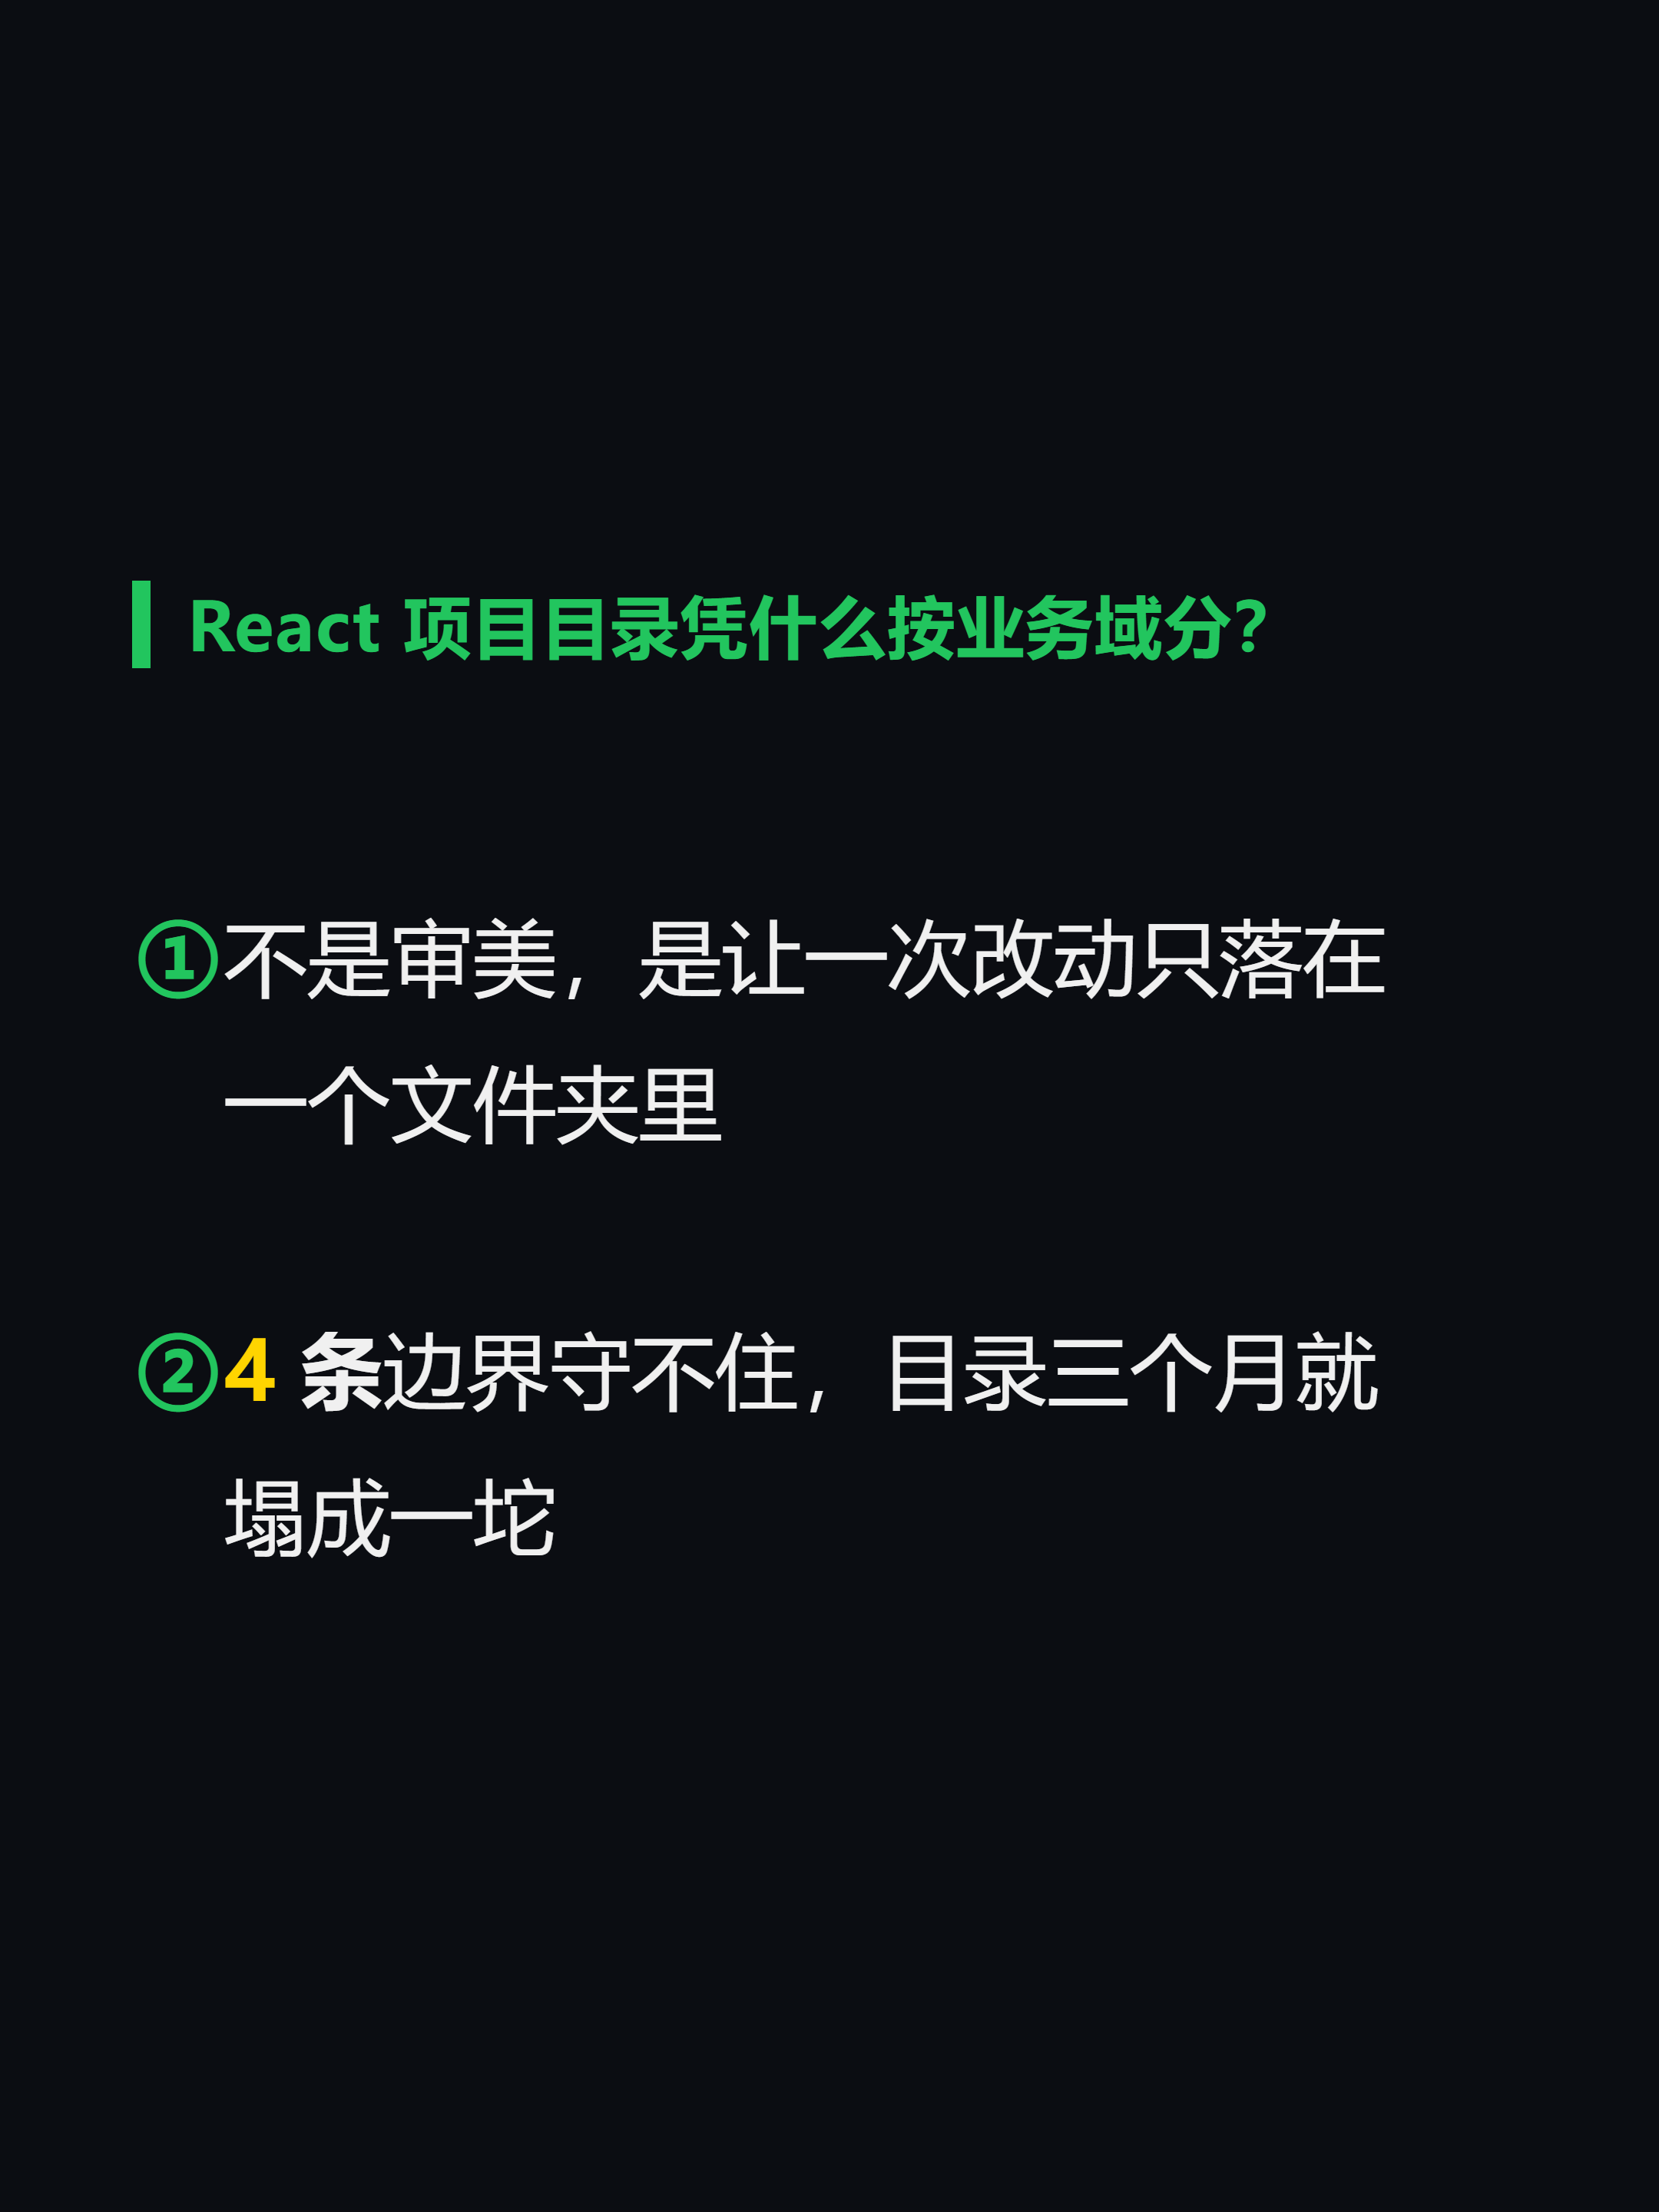 React 项目目录凭什么按业务域分?
①不是审美，是让一次改动只落在
一个文件夹里
②4 条边界守不住，目录三个月就
塌成一坨